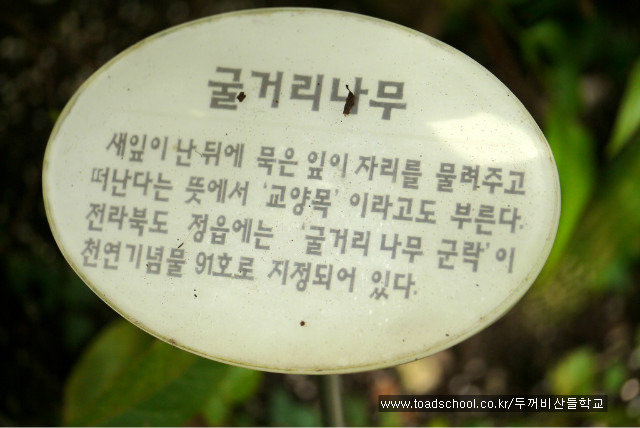 굴거리나무
새잎이 난 뒤에 묵은 잎이 자리를 물려주고
떠난다는 뜻에서 '교양목' 이라고도 부른다.
전라북도 정읍에는 '굴거리 나무 군락'이
천연기념물 91호로 지정되어 있다.
www.toadschool.co.kr/두꺼비산들학교